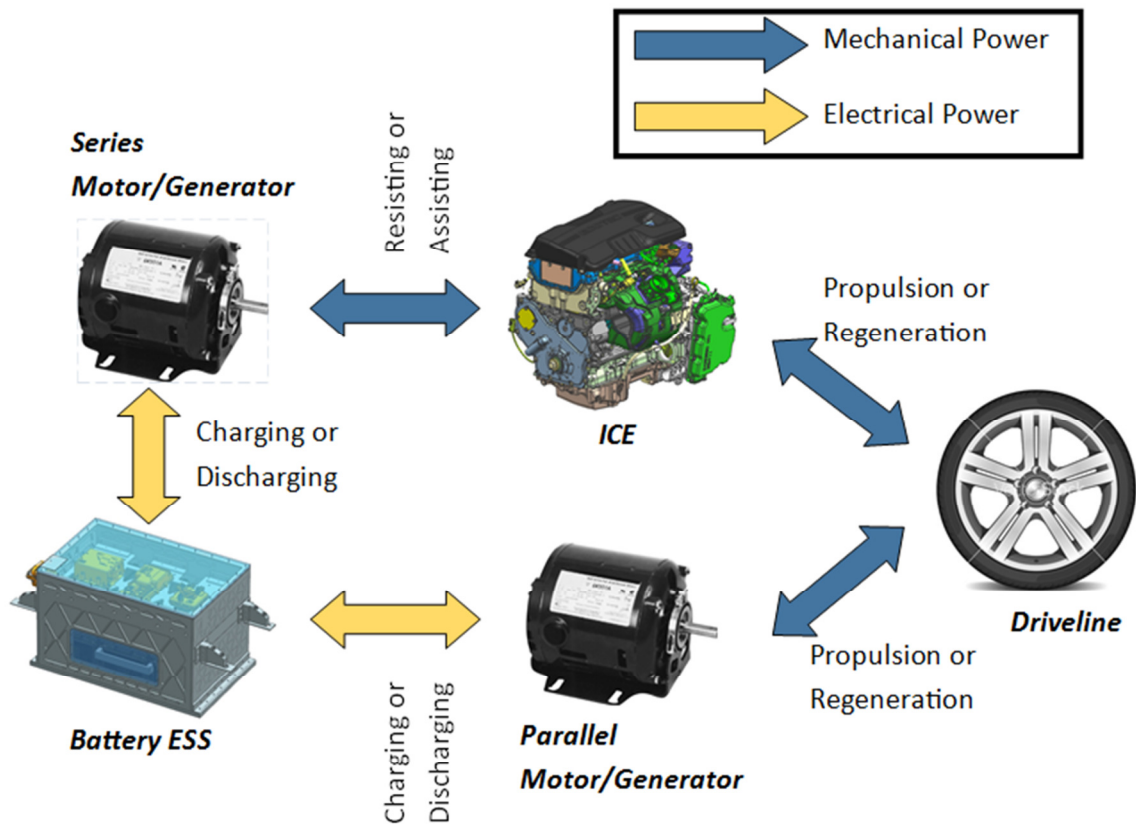 Mechanical Power
Electrical Power
Series
Motor/Generator
Resisting or
Assisting
ICE
Propulsion or
Regeneration
Charging or
Discharging
Battery ESS
Charging or
Discharging
Parallel
Motor/Generator
Propulsion or
Regeneration
Driveline